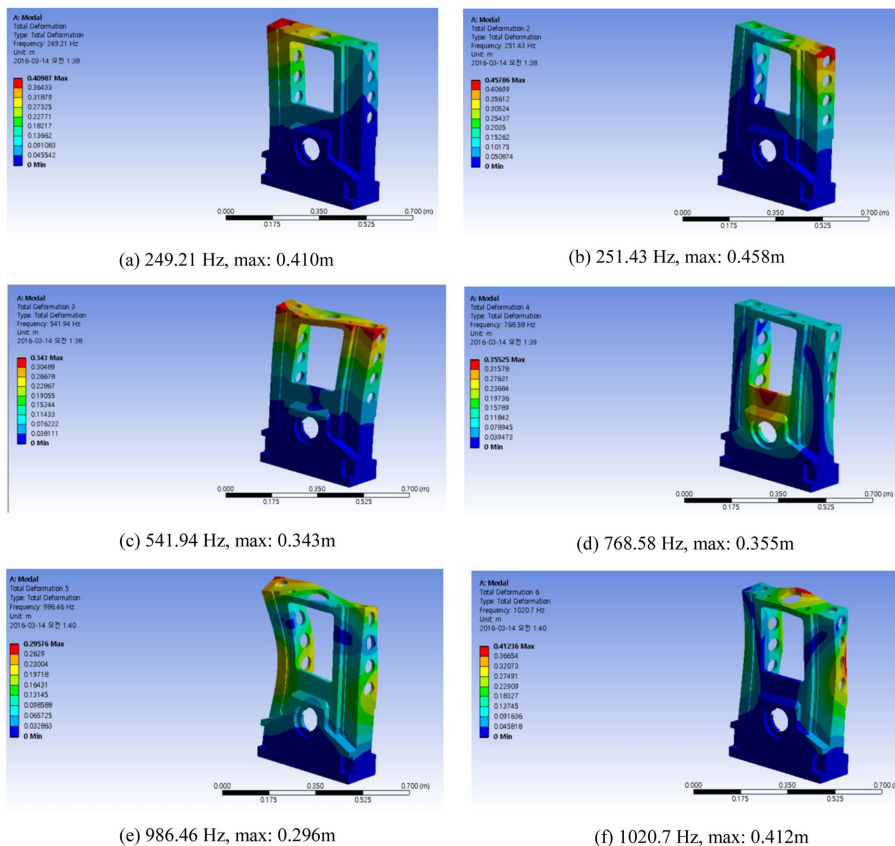 A: Modal
Total Deformation
Type: Total Deformation
Frequency: 249.21 Hz
Unit: m
2016-03-14 오전 1:38
0.40987 Max
0.36433
0.31879
0.27325
0.22771
0.18217
0.13662
0.091083
0.045542
0 Min
0.000
0.350
0.700 (m)
0.175
0.525
(a) 249.21 Hz, max: 0.410m
A: Modal
Total Deformation 2
Type: Total Deformation
Frequency: 251.43 Hz
Unit: m
2016-03-14 오전 1:38
0.45786 Max
0.40699
0.35612
0.30524
0.25437
0.2035
0.15262
0.10175
0.050874
0 Min
0.000
0.350
0.700 (m)
0.175
0.525
(b) 251.43 Hz, max: 0.458m
A: Modal
Total Deformation 3
Type: Total Deformation
Frequency: 541.94 Hz
Unit: m
2016-03-14 오전 1:38
0.343 Max
0.30489
0.26678
0.22867
0.19055
0.15244
0.11433
0.076222
0.038111
0 Min
0.000
0.350
0.700 (m)
0.175
0.525
(c) 541.94 Hz, max: 0.343m
A: Modal
Total Deformation 4
Type: Total Deformation
Frequency: 768.58 Hz
Unit: m
2016-03-14 오전 1:39
0.35525 Max
0.31578
0.27631
0.23684
0.19736
0.15789
0.11842
0.078945
0.039473
0 Min
0.000
0.350
0.700 (m)
0.175
0.525
(d) 768.58 Hz, max: 0.355m
A: Modal
Total Deformation 5
Type: Total Deformation
Frequency: 986.46 Hz
Unit: m
2016-03-14 오전 1:40
0.29576 Max
0.2629
0.23004
0.19718
0.16431
0.13145
0.098588
0.065725
0.032863
0 Min
0.000
0.350
0.700 (m)
0.175
0.525
(e) 986.46 Hz, max: 0.296m
A: Modal
Total Deformation 6
Type: Total Deformation
Frequency: 1020.7 Hz
Unit: m
2016-03-14 오전 1:40
0.41236 Max
0.36654
0.32073
0.27491
0.22909
0.18327
0.13745
0.091636
0.045818
0 Min
0.000
0.350
0.700 (m)
0.175
0.525
(f) 1020.7 Hz, max: 0.412m